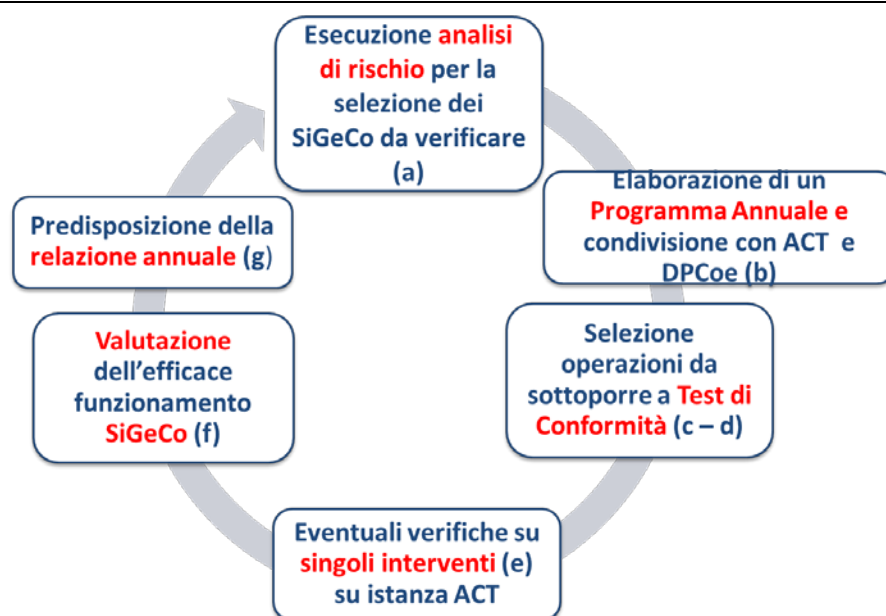 Esecuzione analisi
di rischio per la
selezione dei
SiGeCo da verificare
(a)
Elaborazione di un
Programma Annuale e
condivisione con ACT e
DPCoe (b)
Selezione
operazioni da
sottoporre a Test di
Conformità (c – d)
Eventuali verifiche su
singoli interventi (e)
su istanza ACT
Valutazione
dell'efficace
funzionamento
SiGeCo (f)
Predisposizione della
relazione annuale (g)